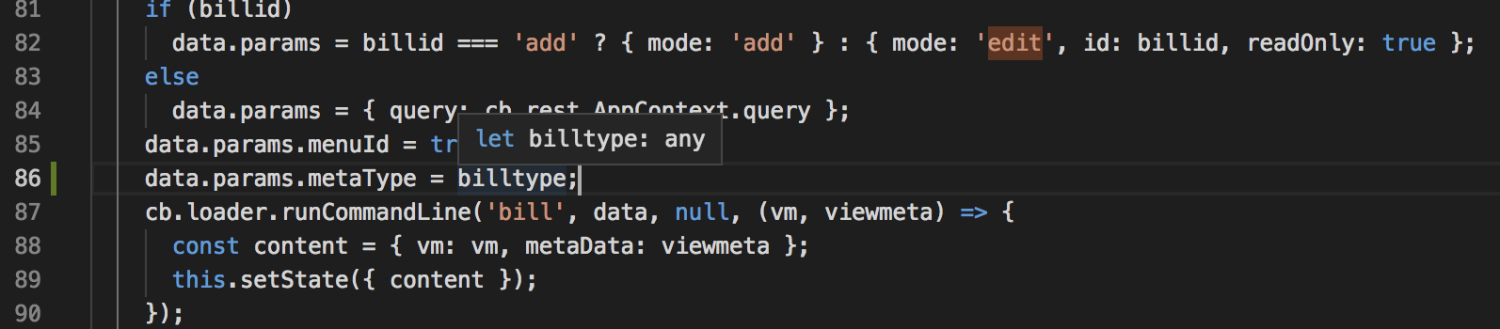 81 if (billid)
82 data.params = billid === 'add' ? { mode: 'add' } : { mode: 'edit', id: billid, readOnly: true };
83 else
84 data.params = { query: cb.rest.AppContext.query };
let billtype: any
85 data.params.menuId = tr
86 data.params.metaType = billtype;
87 cb.loader.runCommandLine('bill', data, null, (vm, viewmeta) => {
88 const content = { vm: vm, metaData: viewmeta };
89 this.setState({ content });
90 });